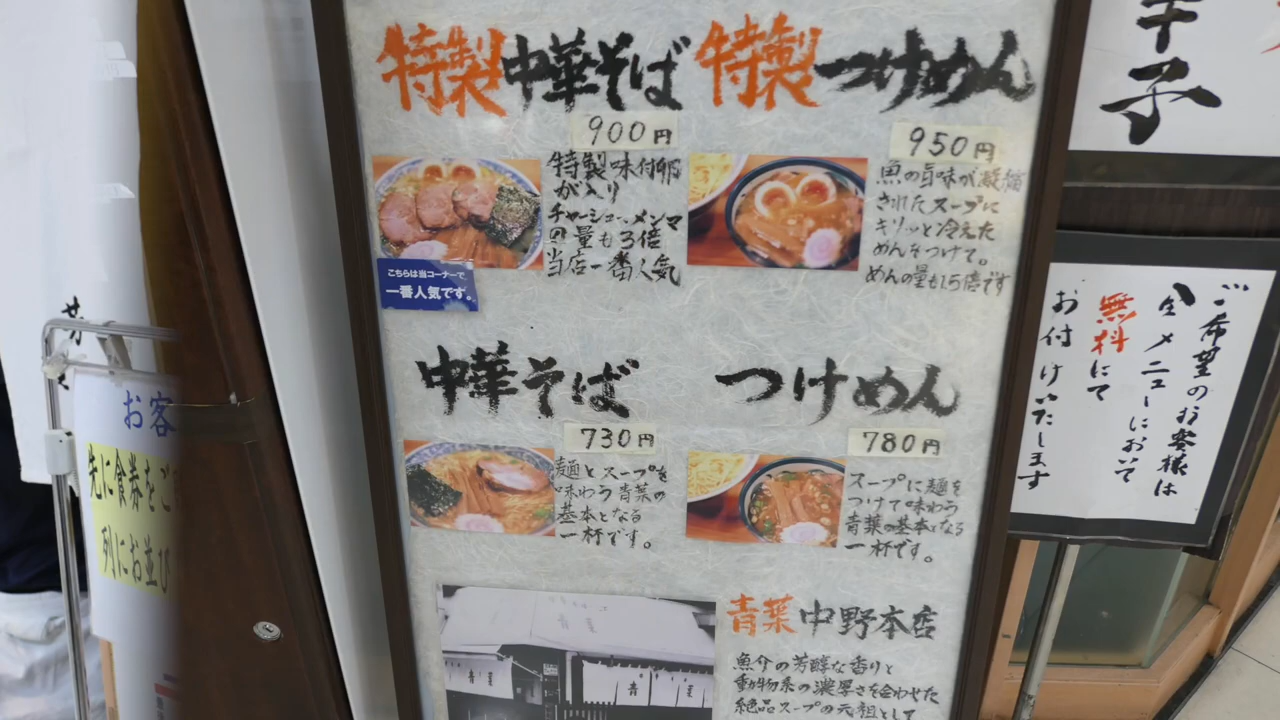 特製中華そば
900円
特製味付卵
が入り
チャーシュー、メンマ
の量も3倍
当店一番人気
こちらは当コーナーで
一番人気です。
特製つけめん
950円
魚の旨味が凝縮
されたスープに
キリッと冷えた
めんをつけて。
めんの量も1.5倍です
中華そば
730円
麺とスープを
味わう青葉の
基本となる
一杯です。
つけめん
780円
スープに麺を
つけて味わう
青葉の基本となる
一杯です。
青葉中野本店
魚介の芳醇な香りと
動物系の濃厚さを合わせた
絶品スープの元祖として
ご希望のお客様は
全メニューにおいて
無料にて
お付けいたします
お客
先に食券をご
列にお並び